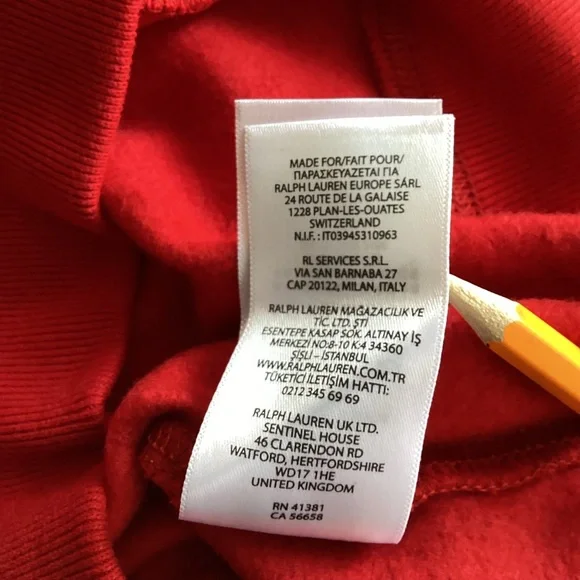 MADE FOR/FAIT POUR/
ΠΑΡΑΣΚΕΥΑΖΕΤΑΙ ΓΙΑ
RALPH LAUREN EUROPE SÁRL
24 ROUTE DE LA GALAISE
1228 PLAN-LES-OUATES
SWITZERLAND
N.I.F.: IT03945310963
RL SERVICES S.R.L.
VIA SAN BARNABA 27
CAP 20122, MILAN, ITALY
RALPH LAUREN MAĞAZACILIK VE
TİC. LTD. ŞTİ
ESENTEPE KASAP SOK. ALTINAY İŞ
MERKEZİ NO:8-10 K:4 34360
ŞİŞLİ - İSTANBUL
WWW.RALPHLAUREN.COM.TR
TÜKETİCİ İLETİŞİM HATTI:
0212 345 69 69
RALPH LAUREN UK LTD.
SENTINEL HOUSE
46 CLARENDON RD
WATFORD, HERTFORDSHIRE
WD17 1HE
UNITED KINGDOM
RN 41381
CA 56658